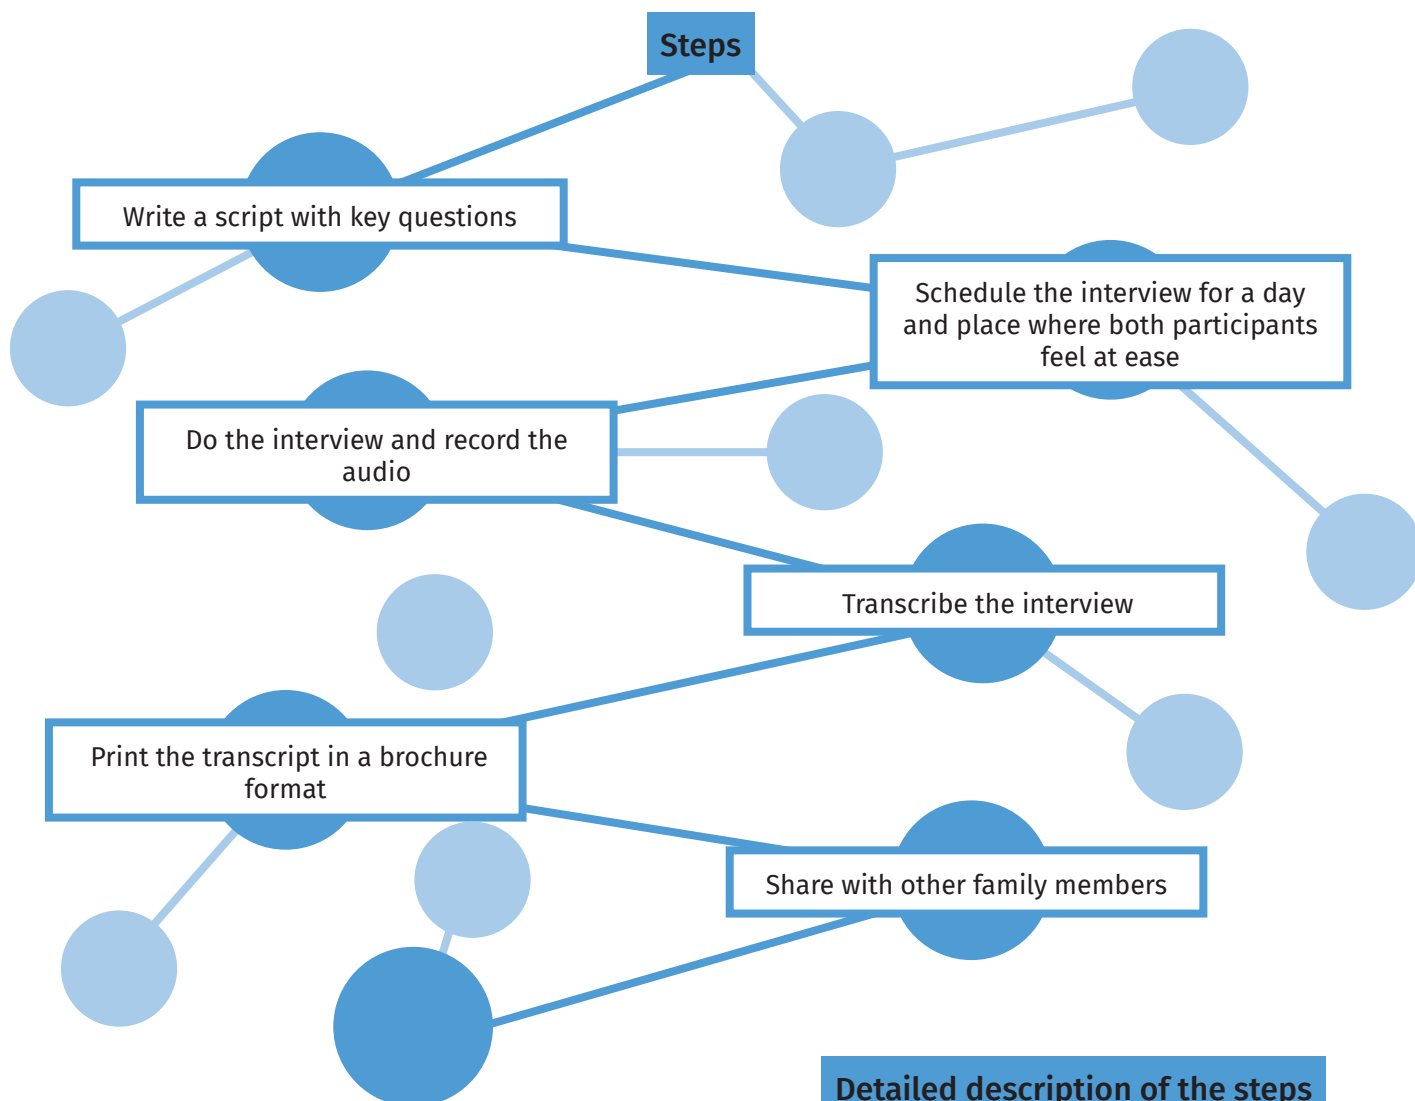 Steps
Write a script with key questions
Schedule the interview for a day
and place where both participants
feel at ease
Do the interview and record the
audio
Transcribe the interview
Print the transcript in a brochure
format
Share with other family members
Detailed description of the steps